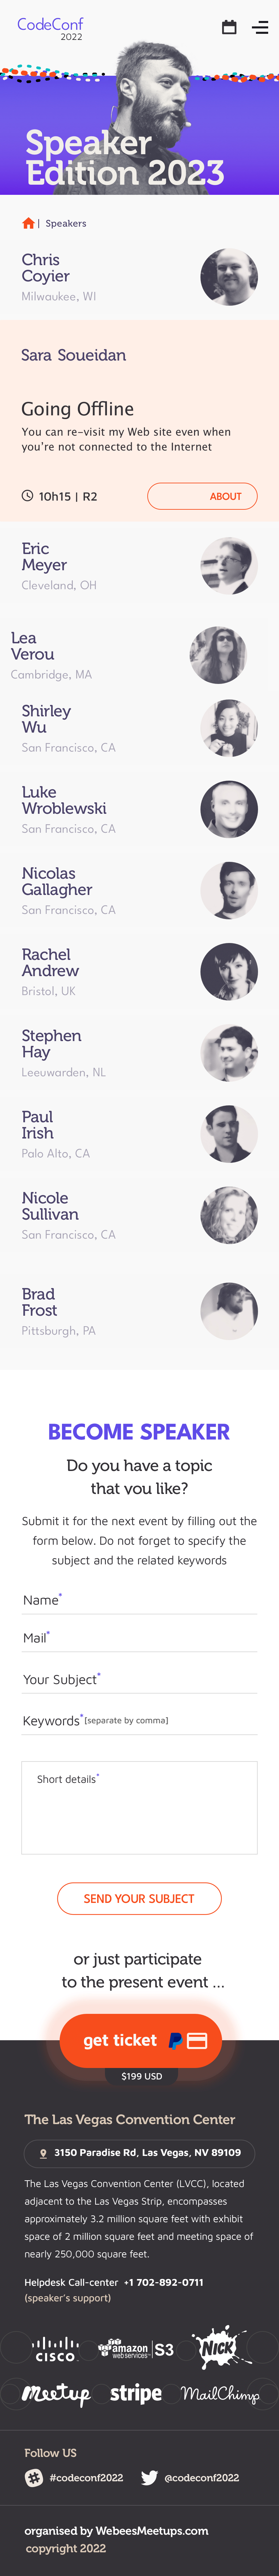 CodeConf
2022
Speaker
Edition 2023
| Speakers
Chris
Coyier
Milwaukee, WI
Sara Soueidan
Going Offline
You can re-visit my Web site even when
you're not connected to the Internet
10h15 | R2
ABOUT
Eric
Meyer
Cleveland, OH
Lea
Verou
Cambridge, MA
Shirley
Wu
San Francisco, CA
Luke
Wroblewski
San Francisco, CA
Nicolas
Gallagher
San Francisco, CA
Rachel
Andrew
Bristol, UK
Stephen
Hay
Leeuwarden, NL
Paul
Irish
Palo Alto, CA
Nicole
Sullivan
San Francisco, CA
Brad
Frost
Pittsburgh, PA
BECOME SPEAKER
Do you have a topic
that you like?
Submit it for the next event by filling out the
form below. Do not forget to specify the
subject and the related keywords
Name*
Mail*
Your Subject*
Keywords*[separate by comma]
Short details*
SEND YOUR SUBJECT
or just participate
to the present event ...
get ticket
$199 USD
The Las Vegas Convention Center
3150 Paradise Rd, Las Vegas, NV 89109
The Las Vegas Convention Center (LVCC), located
adjacent to the Las Vegas Strip, encompasses
approximately 3.2 million square feet with exhibit
space of 2 million square feet and meeting space of
nearly 250,000 square feet.
Helpdesk Call-center +1 702-892-0711
(speaker's support)
CISCO
amazon
webservices
S3
NICK
Meetup
stripe
MailChimp
Follow US
#codeconf2022
@codeconf2022
organised by WebeesMeetups.com
copyright 2022